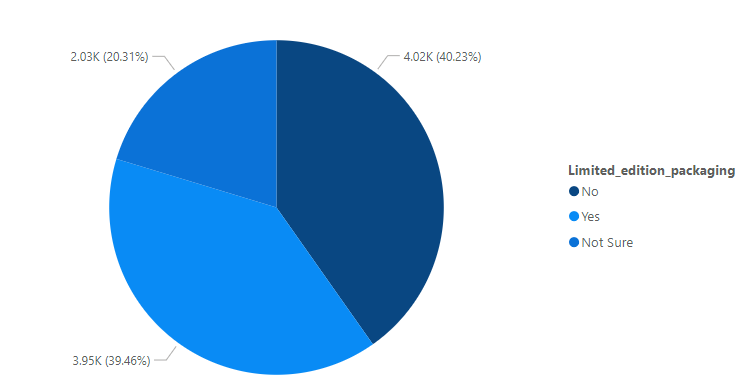 2.03K (20.31%)
4.02K (40.23%)
Limited_edition_packaging
No
Yes
Not Sure
3.95K (39.46%)